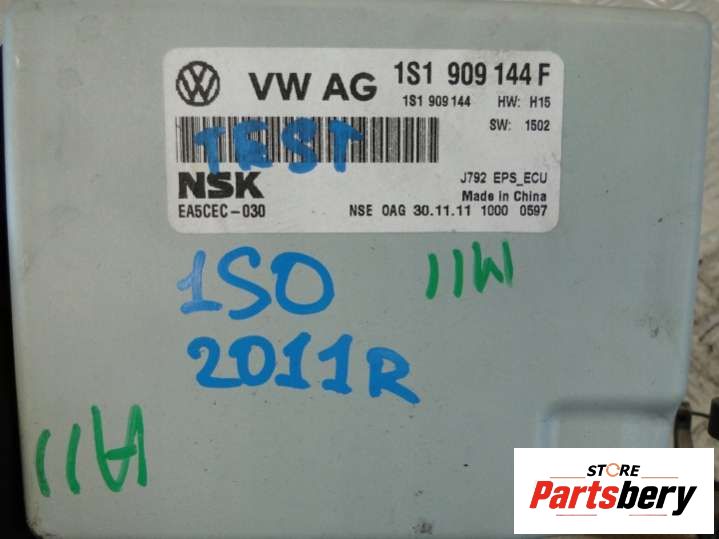 VW AG 1S1 909 144 F
1S1 909 144 HW: H15
SW: 1502
TEST
NSK J792 EPS_ECU
Made in China
EA5CEC-030 NSE OAG 30.11.11 1000 0597
1SO
2011R
STORE
Partsbery